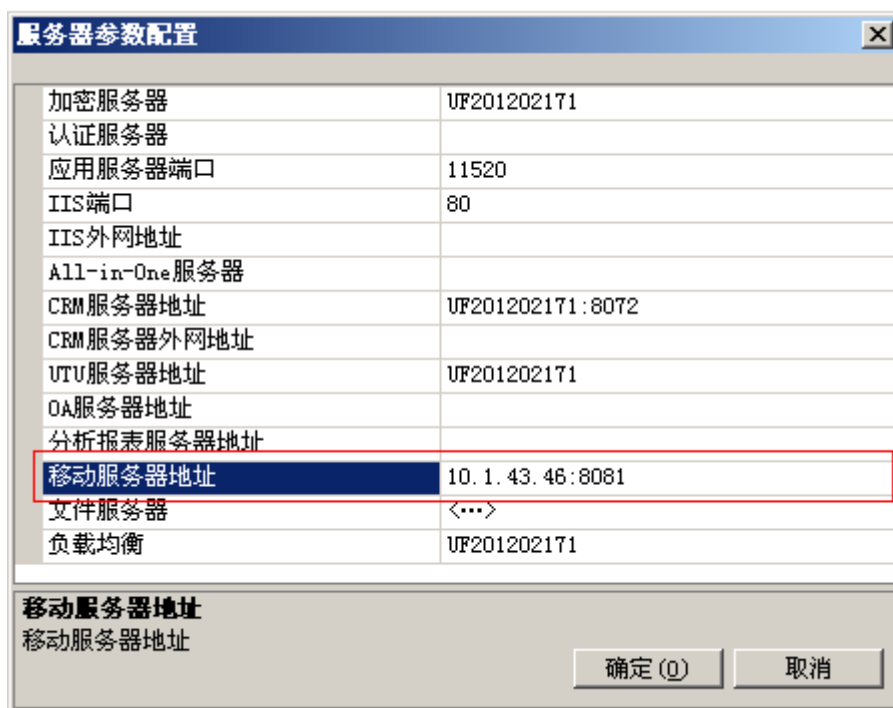 服务器参数配置
加密服务器 UF201202171
认证服务器
应用服务器端口 11520
IIS端口 80
IIS外网地址
All-in-One服务器
CRM服务器地址 UF201202171:8072
CRM服务器外网地址
UTU服务器地址 UF201202171
OA服务器地址
分析报表服务器地址
移动服务器地址 10.1.43.46:8081
文件服务器 <…>
负载均衡 UF201202171
移动服务器地址
移动服务器地址
确定(O) 取消